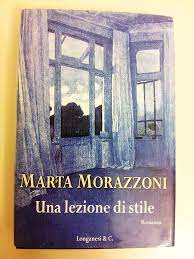 MARTA MORAZZONI
Una lezione di stile
Romanzo
Longanesi & C.